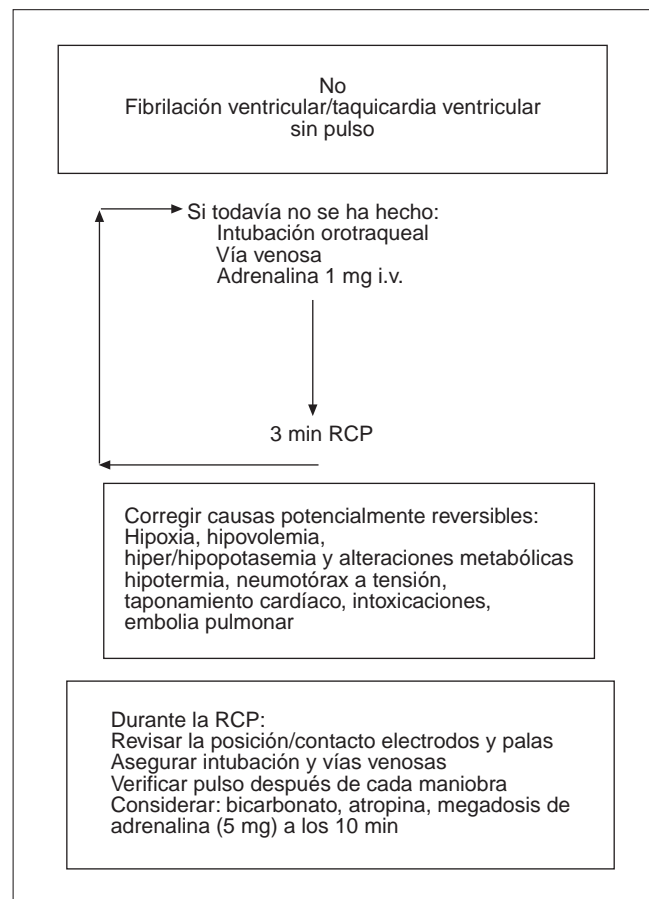 No
Fibrilación ventricular/taquicardia ventricular
sin pulso
Si todavía no se ha hecho:
Intubación orotraqueal
Vía venosa
Adrenalina 1 mg i.v.
3 min RCP
Corregir causas potencialmente reversibles:
Hipoxia, hipovolemia,
hiper/hipopotasemia y alteraciones metabólicas
hipotermia, neumotórax a tensión,
taponamiento cardíaco, intoxicaciones,
embolia pulmonar
Durante la RCP:
Revisar la posición/contacto electrodos y palas
Asegurar intubación y vías venosas
Verificar pulso después de cada maniobra
Considerar: bicarbonato, atropina, megadosis de
adrenalina (5 mg) a los 10 min